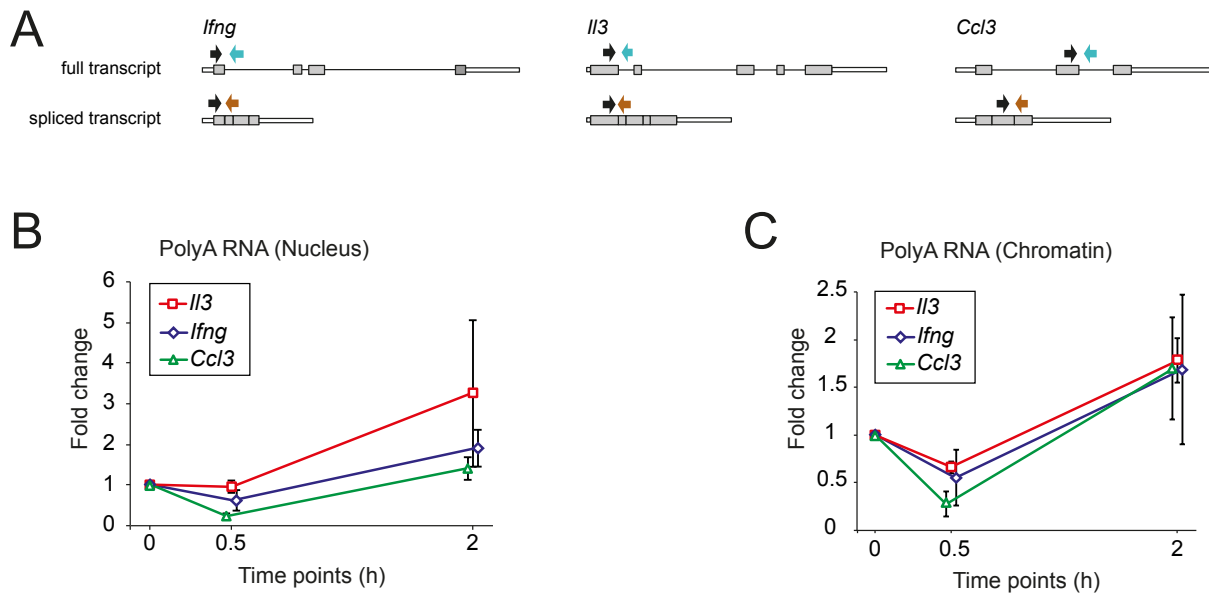 A
Ifng
Il3
Ccl3
full transcript
spliced transcript
B
PolyA RNA (Nucleus)
Fold change
6
5
4
3
2
1
0
Il3
Ifng
Ccl3
0
0.5
2
Time points (h)
C
PolyA RNA (Chromatin)
Fold change
2.5
2
1.5
1
0.5
0
Il3
Ifng
Ccl3
0
0.5
2
Time points (h)